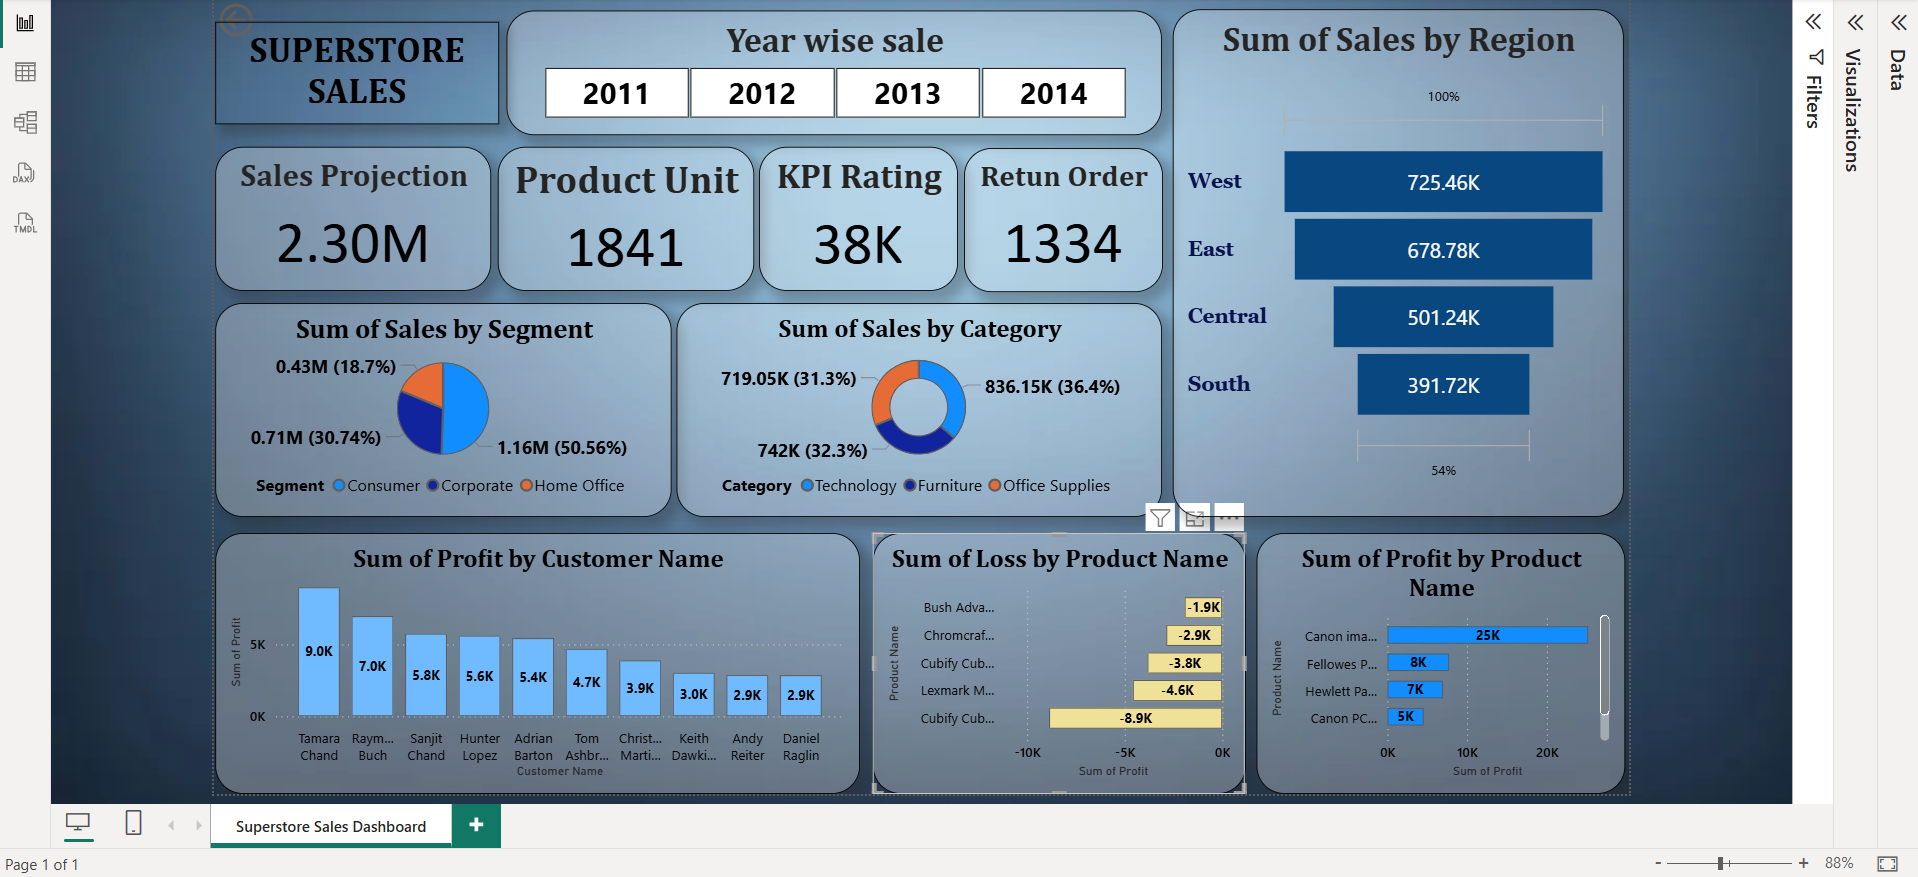 SUPERSTORE
SALES
Year wise sale
2011 2012 2013 2014
Sales Projection
2.30M
Product Unit
1841
KPI Rating
38K
Retun Order
1334
Sum of Sales by Region
100%
West 725.46K
East 678.78K
Central 501.24K
South 391.72K
54%
Sum of Sales by Segment
0.43M (18.7%)
0.71M (30.74%)
1.16M (50.56%)
Segment Consumer Corporate Home Office
Sum of Sales by Category
719.05K (31.3%)
836.15K (36.4%)
742K (32.3%)
Category Technology Furniture Office Supplies
Sum of Profit by Customer Name
Sum of Profit
5K
0K
9.0K 7.0K 5.8K 5.6K 5.4K 4.7K 3.9K 3.0K 2.9K 2.9K
Tamara Raym... Sanjit Hunter Adrian Tom Christ... Keith Andy Daniel
Chand Buch Chand Lopez Barton Ashbr... Marti... Dawki... Reiter Raglin
Customer Name
Sum of Loss by Product Name
Product Name
Bush Adva... -1.9K
Chromcraf... -2.9K
Cubify Cub... -3.8K
Lexmark M... -4.6K
Cubify Cub... -8.9K
-10K -5K 0K
Sum of Profit
Sum of Profit by Product
Name
Product Name
Canon ima... 25K
Fellowes P... 8K
Hewlett Pa... 7K
Canon PC... 5K
0K 10K 20K
Sum of Profit
Filters
Visualizations
Data
DAX
TMDL
Superstore Sales Dashboard
+
Page 1 of 1
- + 88%